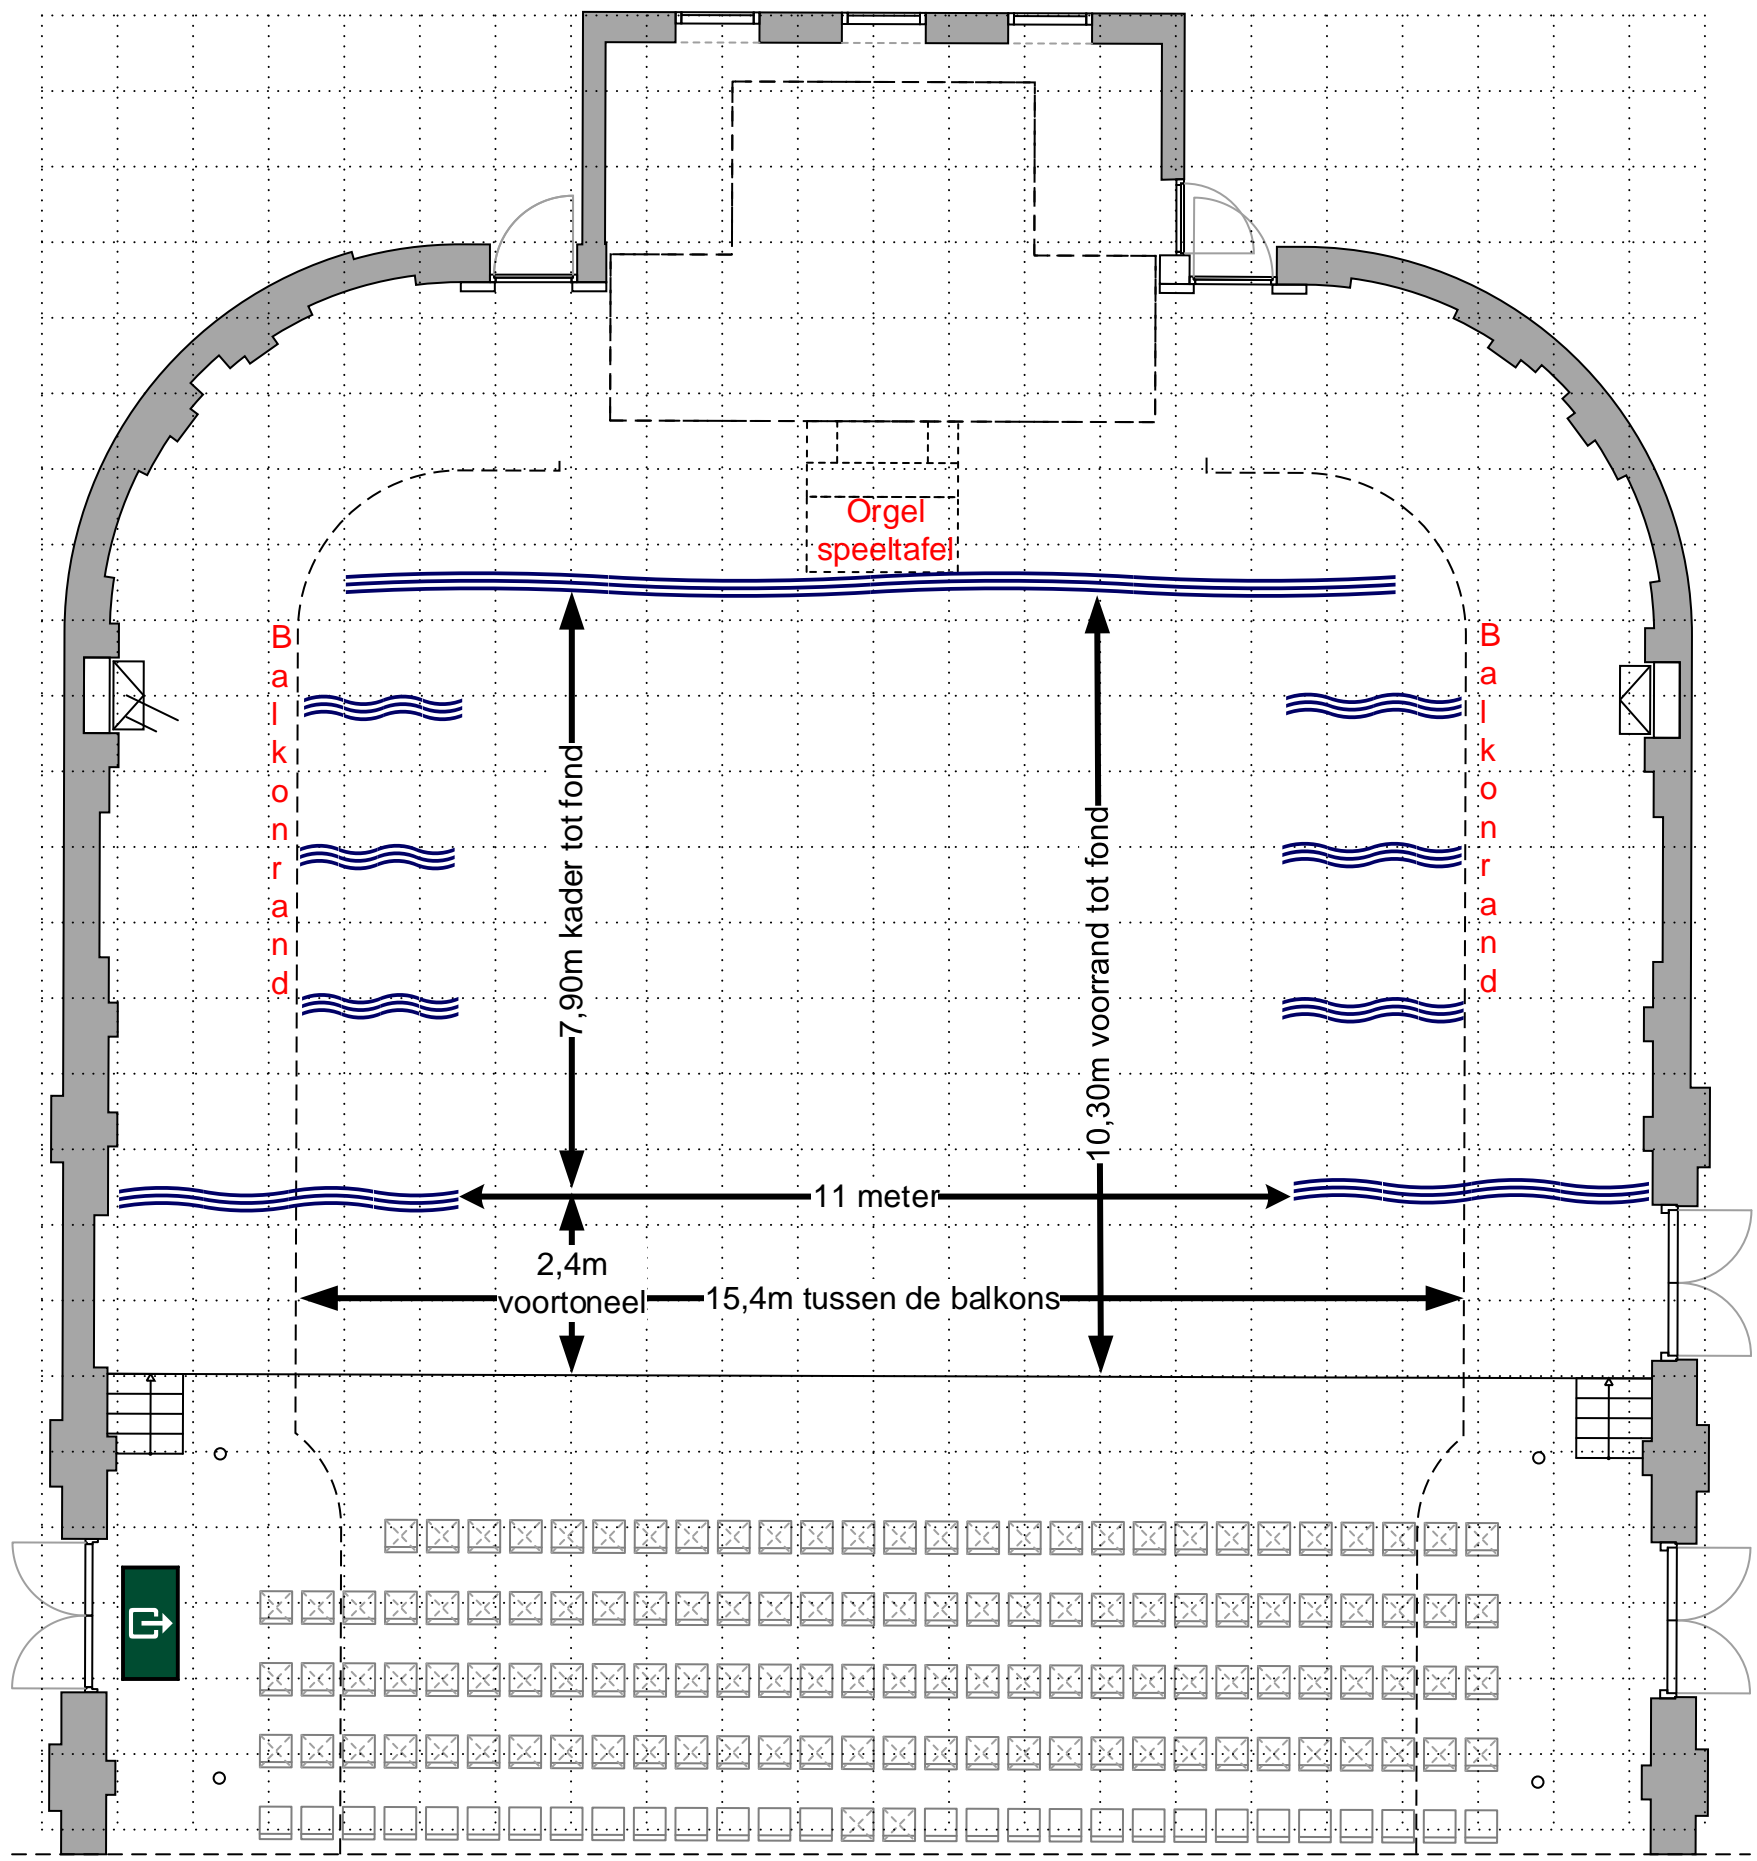 Orgel
speeltafel
Balkonrand
Balkonrand
7,90m kader tot fond
10,30m voorrand tot fond
11 meter
2,4m
voortoneel
15,4m tussen de balkons